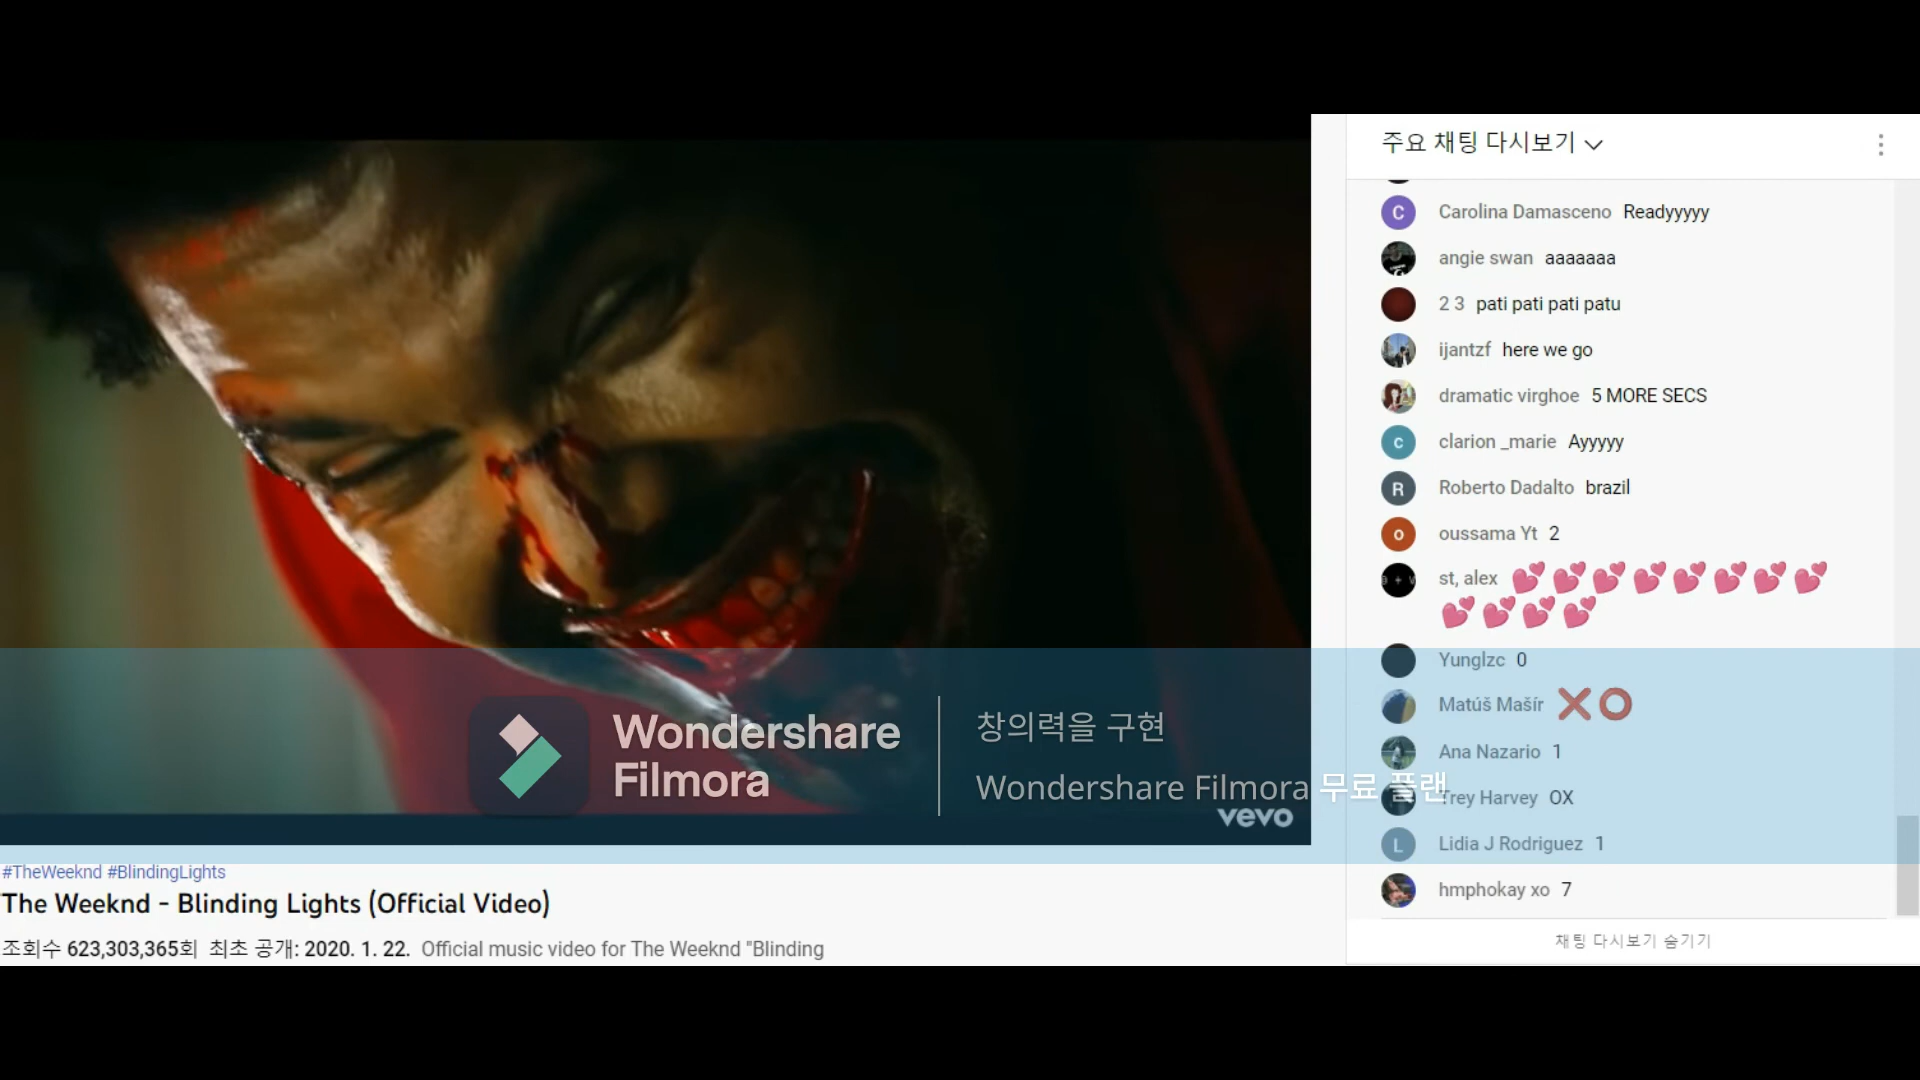 주요 채팅 다시보기
C Carolina Damasceno Readyyyyy
angie swan aaaaaaa
2 3 pati pati pati patu
ijantzf here we go
dramatic virghoe 5 MORE SECS
c clarion _marie Ayyyyy
R Roberto Dadalto brazil
o oussama Yt 2
st, alex 💕💕💕💕💕💕💕💕
💕💕💕💕
Yunglzc 0
Matúš Mašír ❌⭕
Ana Nazario 1
Trey Harvey OX
L Lidia J Rodriguez 1
hmphokay xo 7
채팅 다시보기 숨기기
Wondershare
Filmora
창의력을 구현
Wondershare Filmora 무료 플랜
vevo
#TheWeeknd #BlindingLights
The Weeknd - Blinding Lights (Official Video)
조회수 623,303,365회 최초 공개: 2020. 1. 22. Official music video for The Weeknd "Blinding